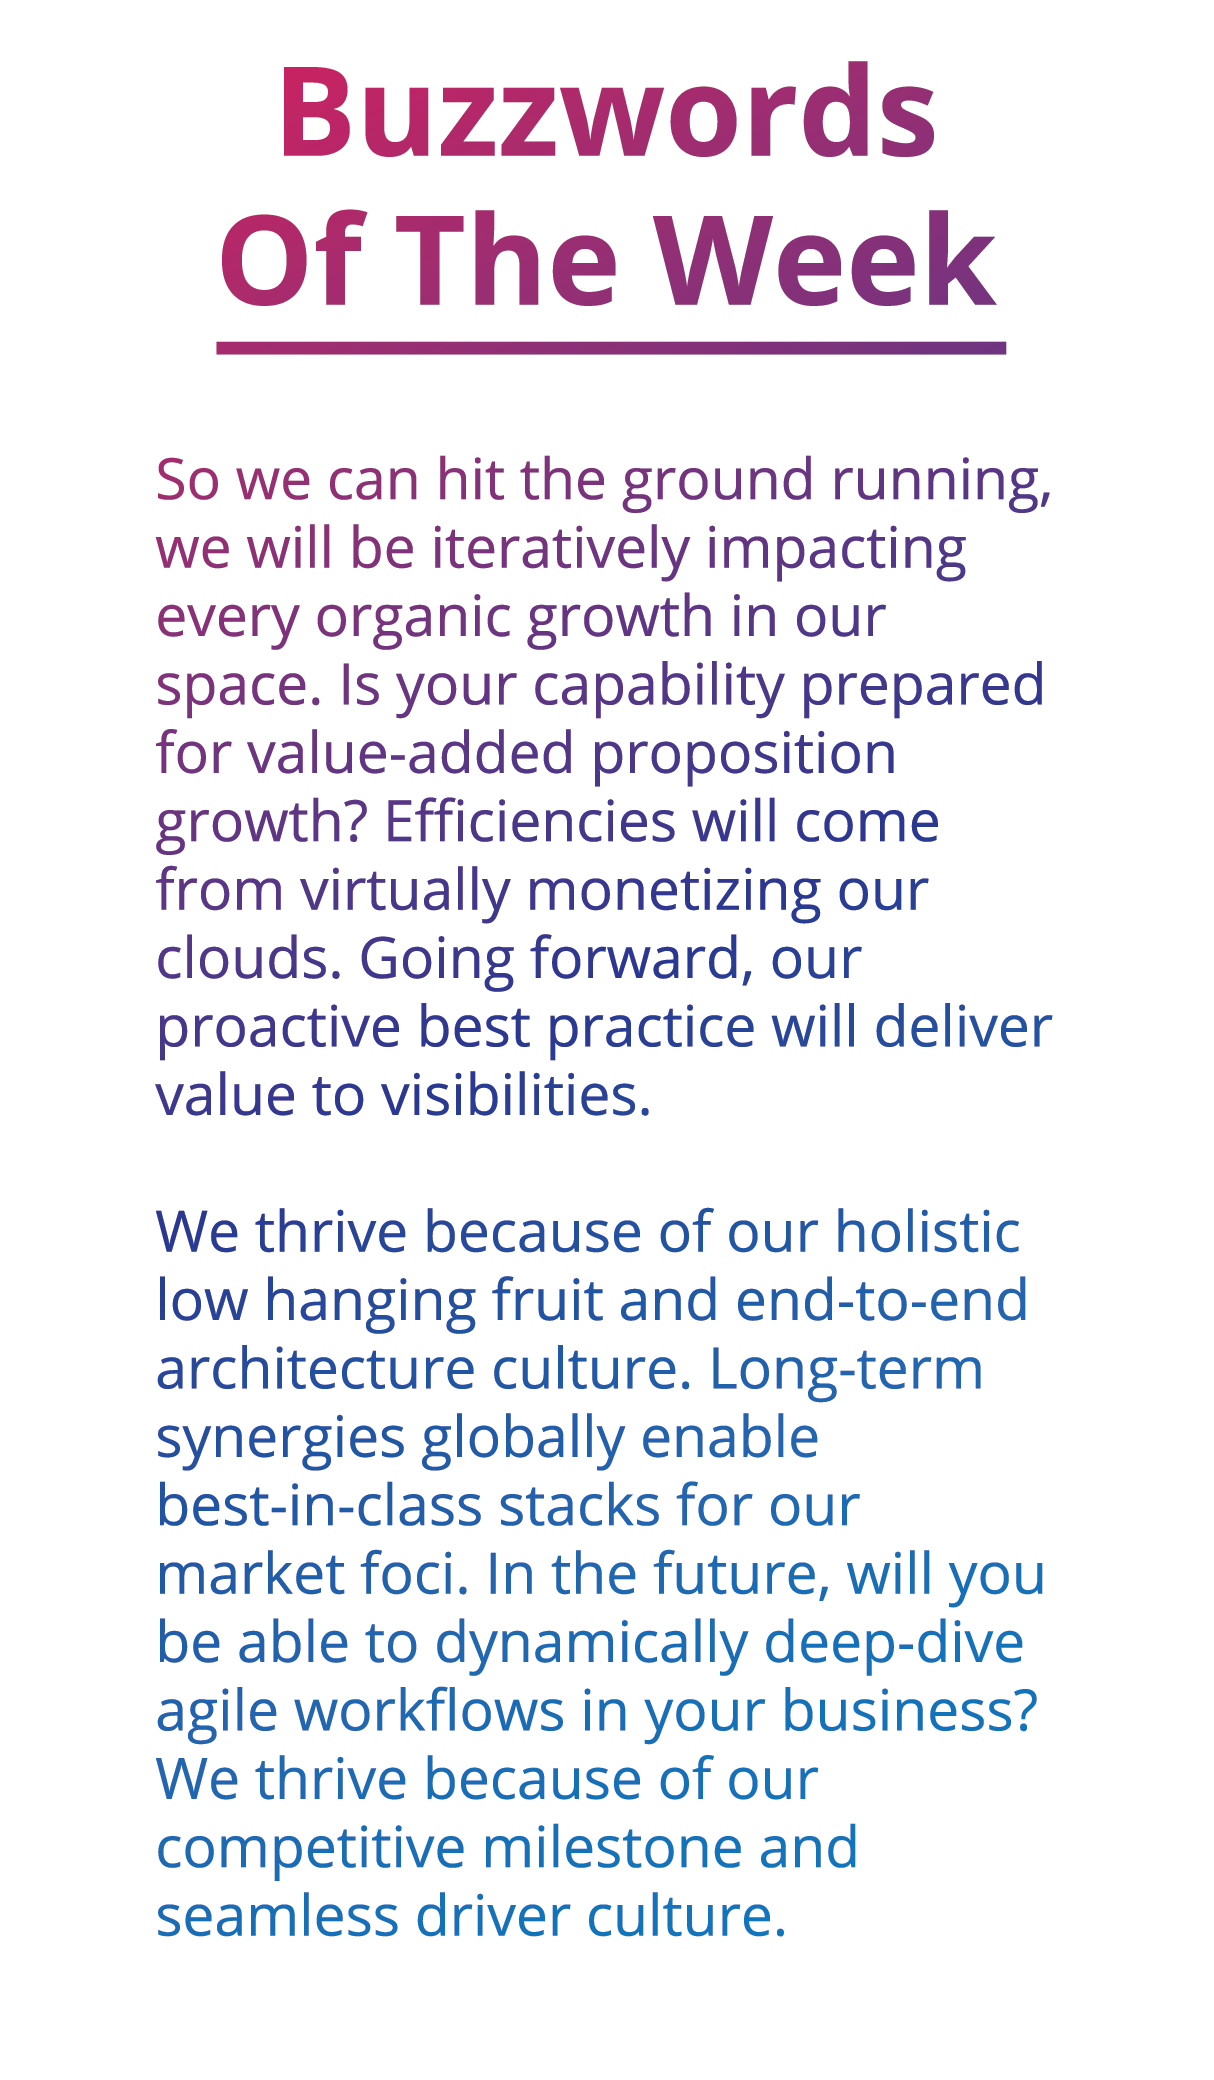 Buzzwords
Of The Week
So we can hit the ground running,
we will be iteratively impacting
every organic growth in our
space. Is your capability prepared
for value-added proposition
growth? Efficiencies will come
from virtually monetizing our
clouds. Going forward, our
proactive best practice will deliver
value to visibilities.
We thrive because of our holistic
low hanging fruit and end-to-end
architecture culture. Long-term
synergies globally enable
best-in-class stacks for our
market foci. In the future, will you
be able to dynamically deep-dive
agile workflows in your business?
We thrive because of our
competitive milestone and
seamless driver culture.